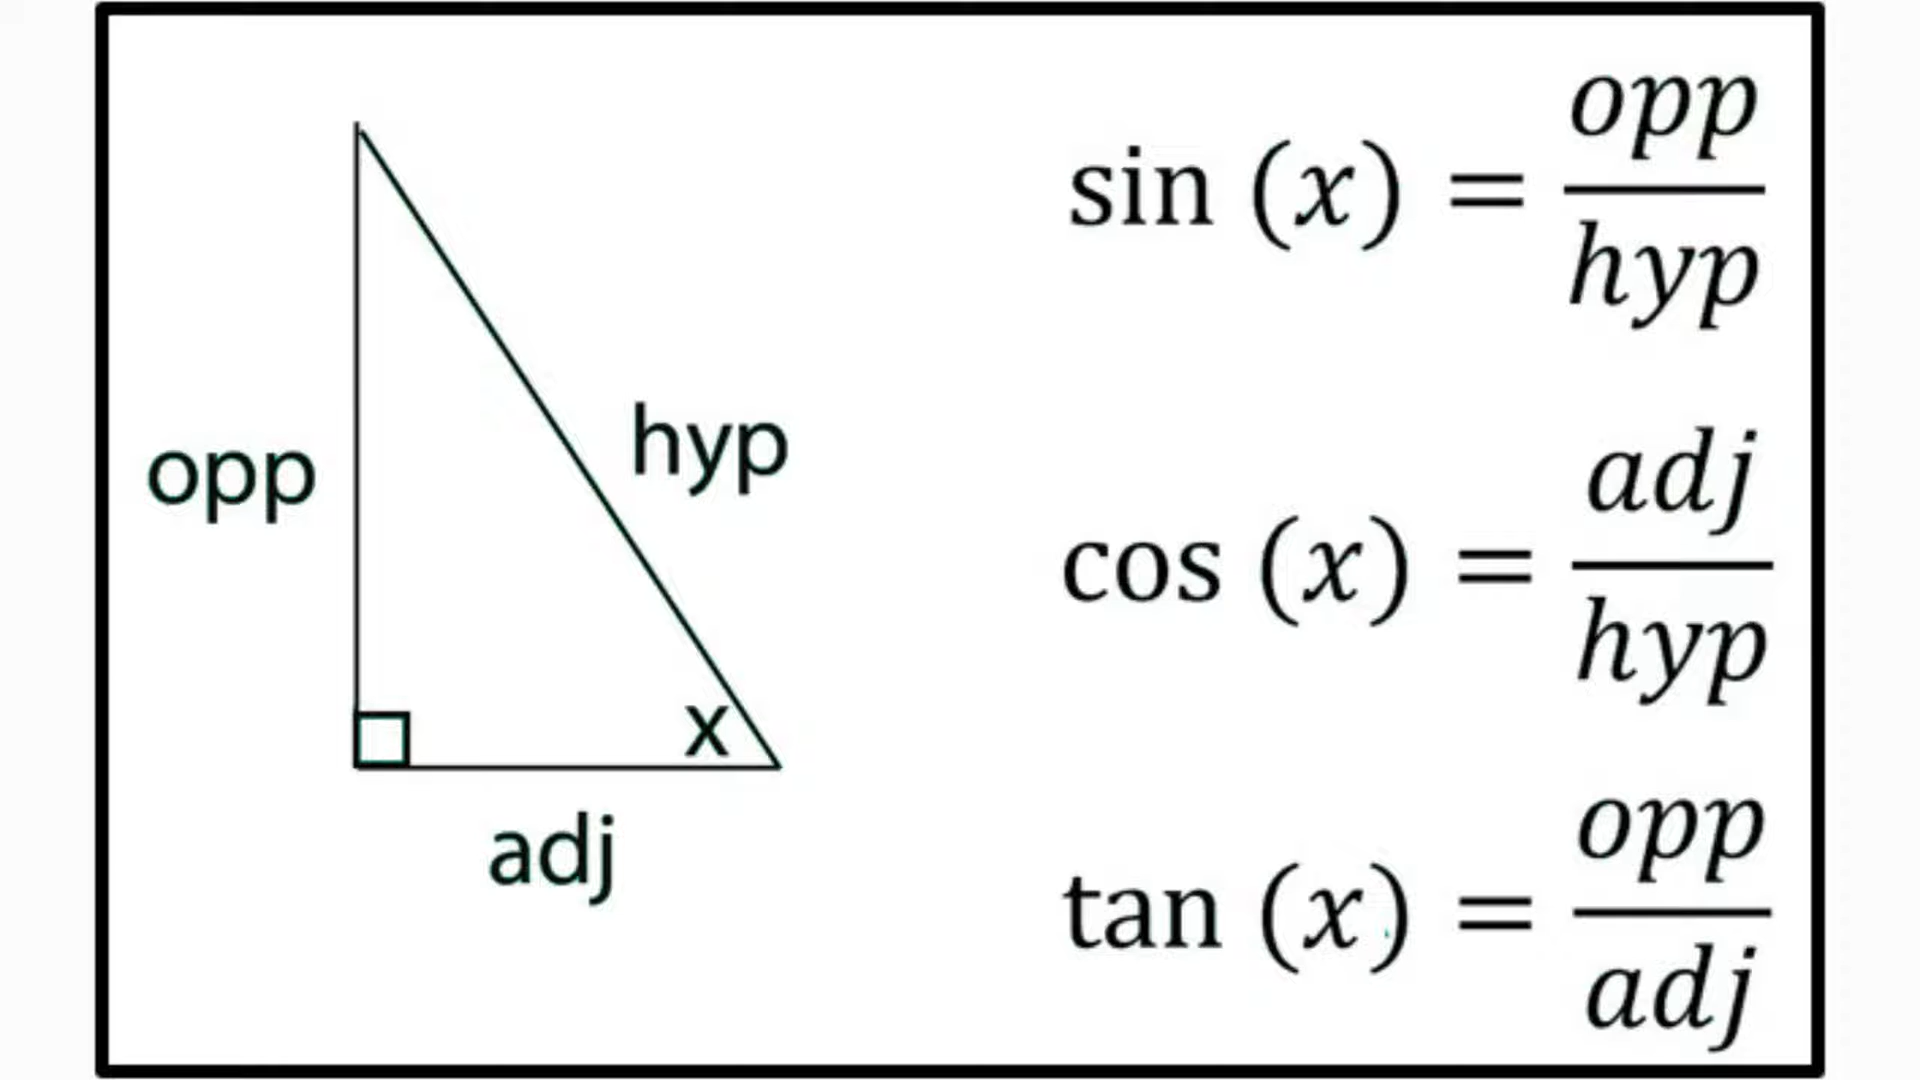 opp
hyp
x
adj
sin (x) = opp/hyp
cos (x) = adj/hyp
tan (x) = opp/adj